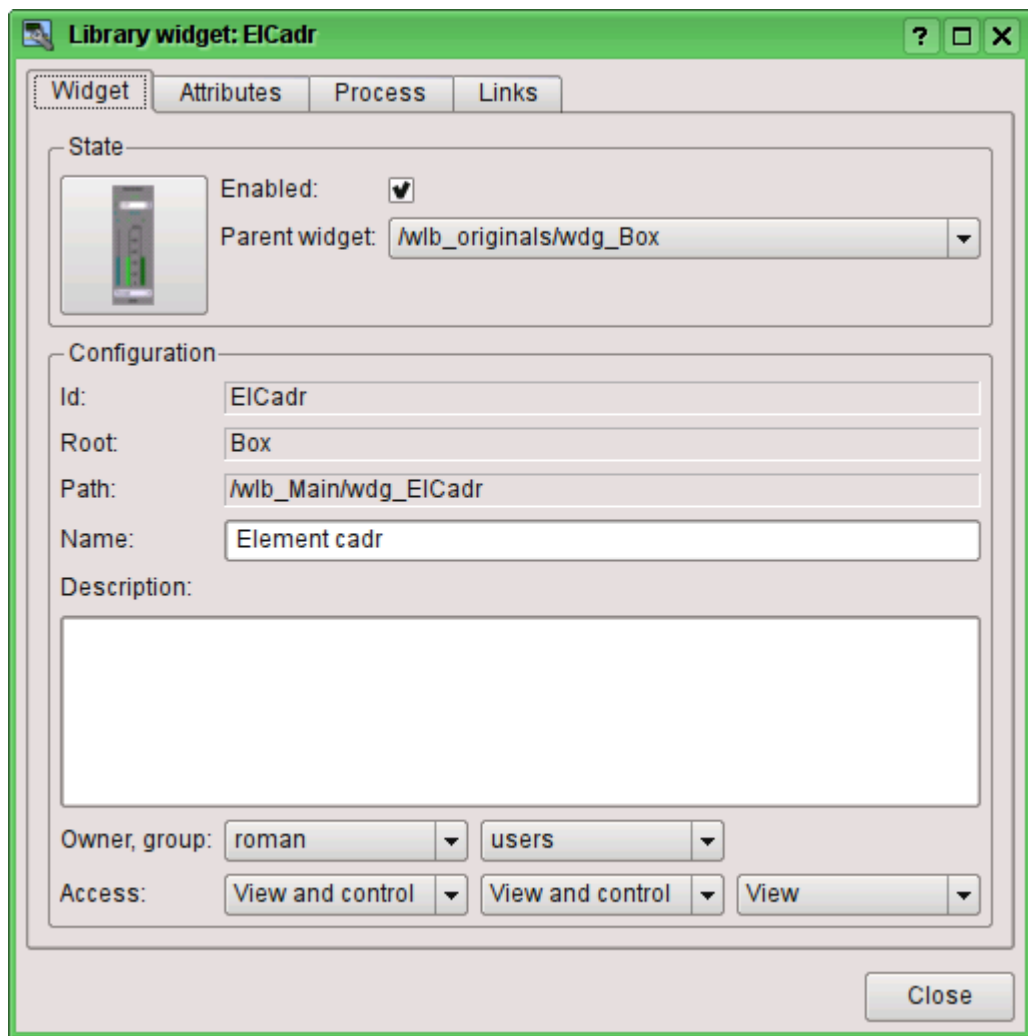 Library widget: ElCadr
Widget Attributes Process Links
State
Enabled:
Parent widget: /wlb_originals/wdg_Box
Configuration
Id: ElCadr
Root: Box
Path: /wlb_Main/wdg_ElCadr
Name: Element cadr
Description:
Owner, group: roman users
Access: View and control View and control View
Close